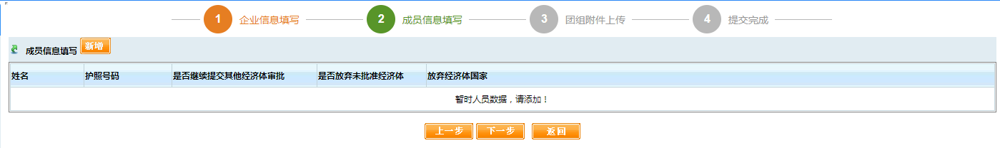 1 企业信息填写 2 成员信息填写 3 团组附件上传 4 提交完成
成员信息填写 新增
姓名 护照号码 是否继续提交其他经济体审批 是否放弃未批准经济体 放弃经济体国家
暂时人员数据，请添加！
上一步 下一步 返回